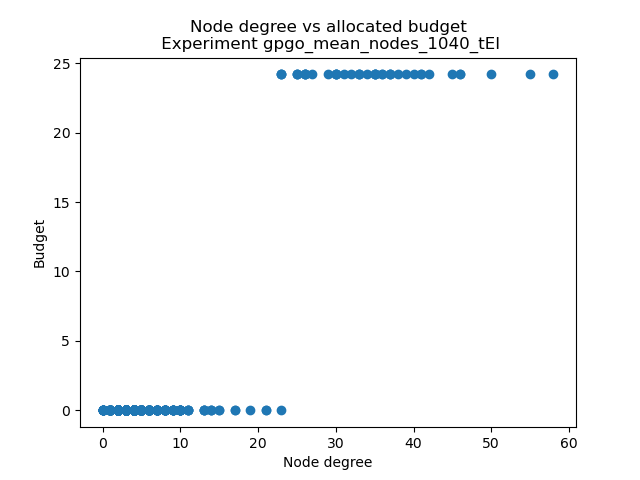 Node degree vs allocated budget
Experiment gpgo_mean_nodes_1040_tEI
25
20
15
10
5
0
Budget
0 10 20 30 40 50 60
Node degree